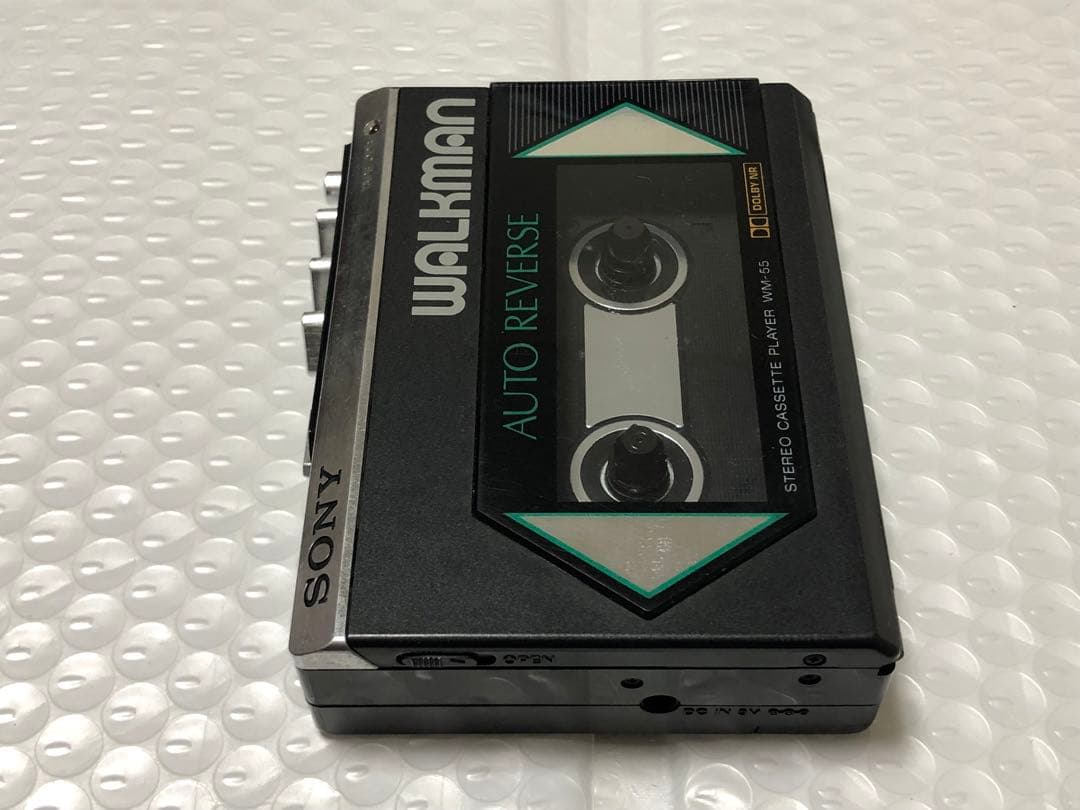 SONY
WALKMAN
AUTO REVERSE
DOLBY NR
STEREO CASSETTE PLAYER WM-55
OPEN
DC IN 3V